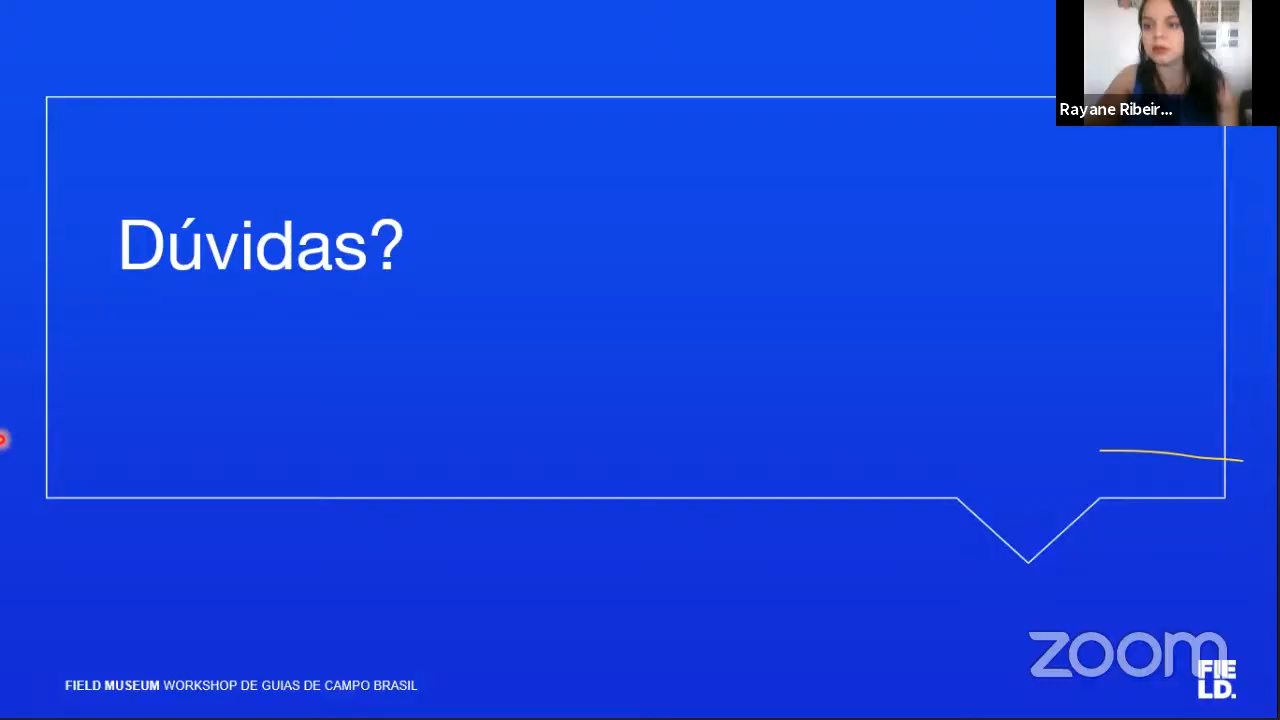 Rayane Ribeir...
Dúvidas?
zoom
FIELD MUSEUM WORKSHOP DE GUIAS DE CAMPO BRASIL
FIE
LD.